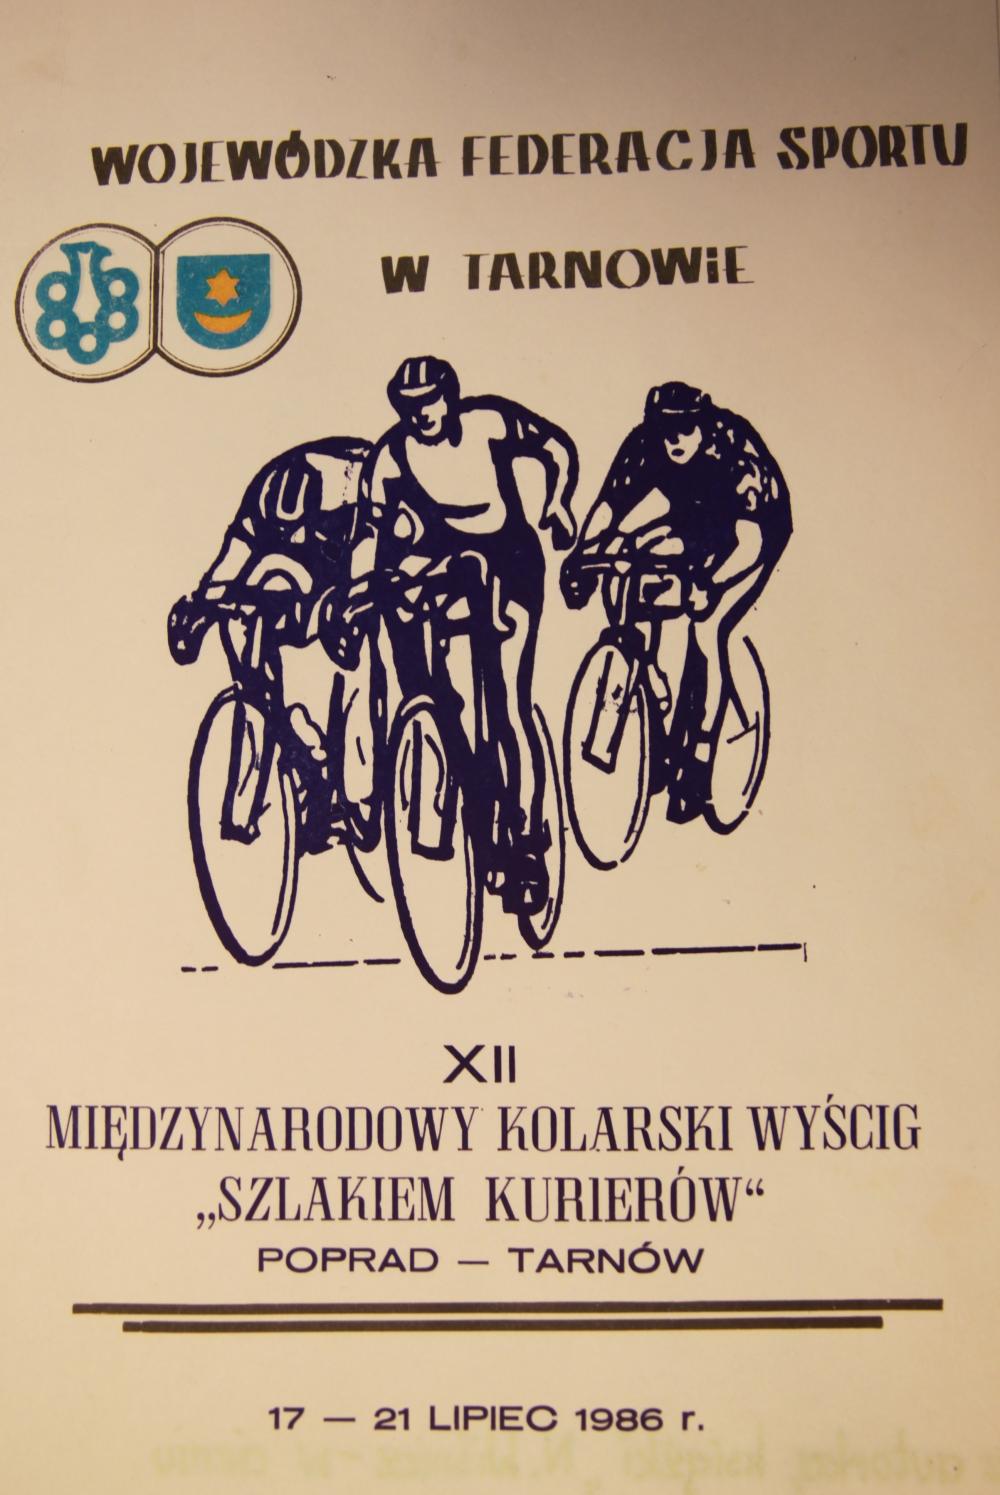 WOJEWÓDZKA FEDERACJA SPORTU
W TARNOWiE
XII
MIĘDZYNARODOWY KOLARSKI WYŚCIG
„SZLAKIEM KURIERÓW“
POPRAD — TARNÓW
17 — 21 LIPIEC 1986 r.